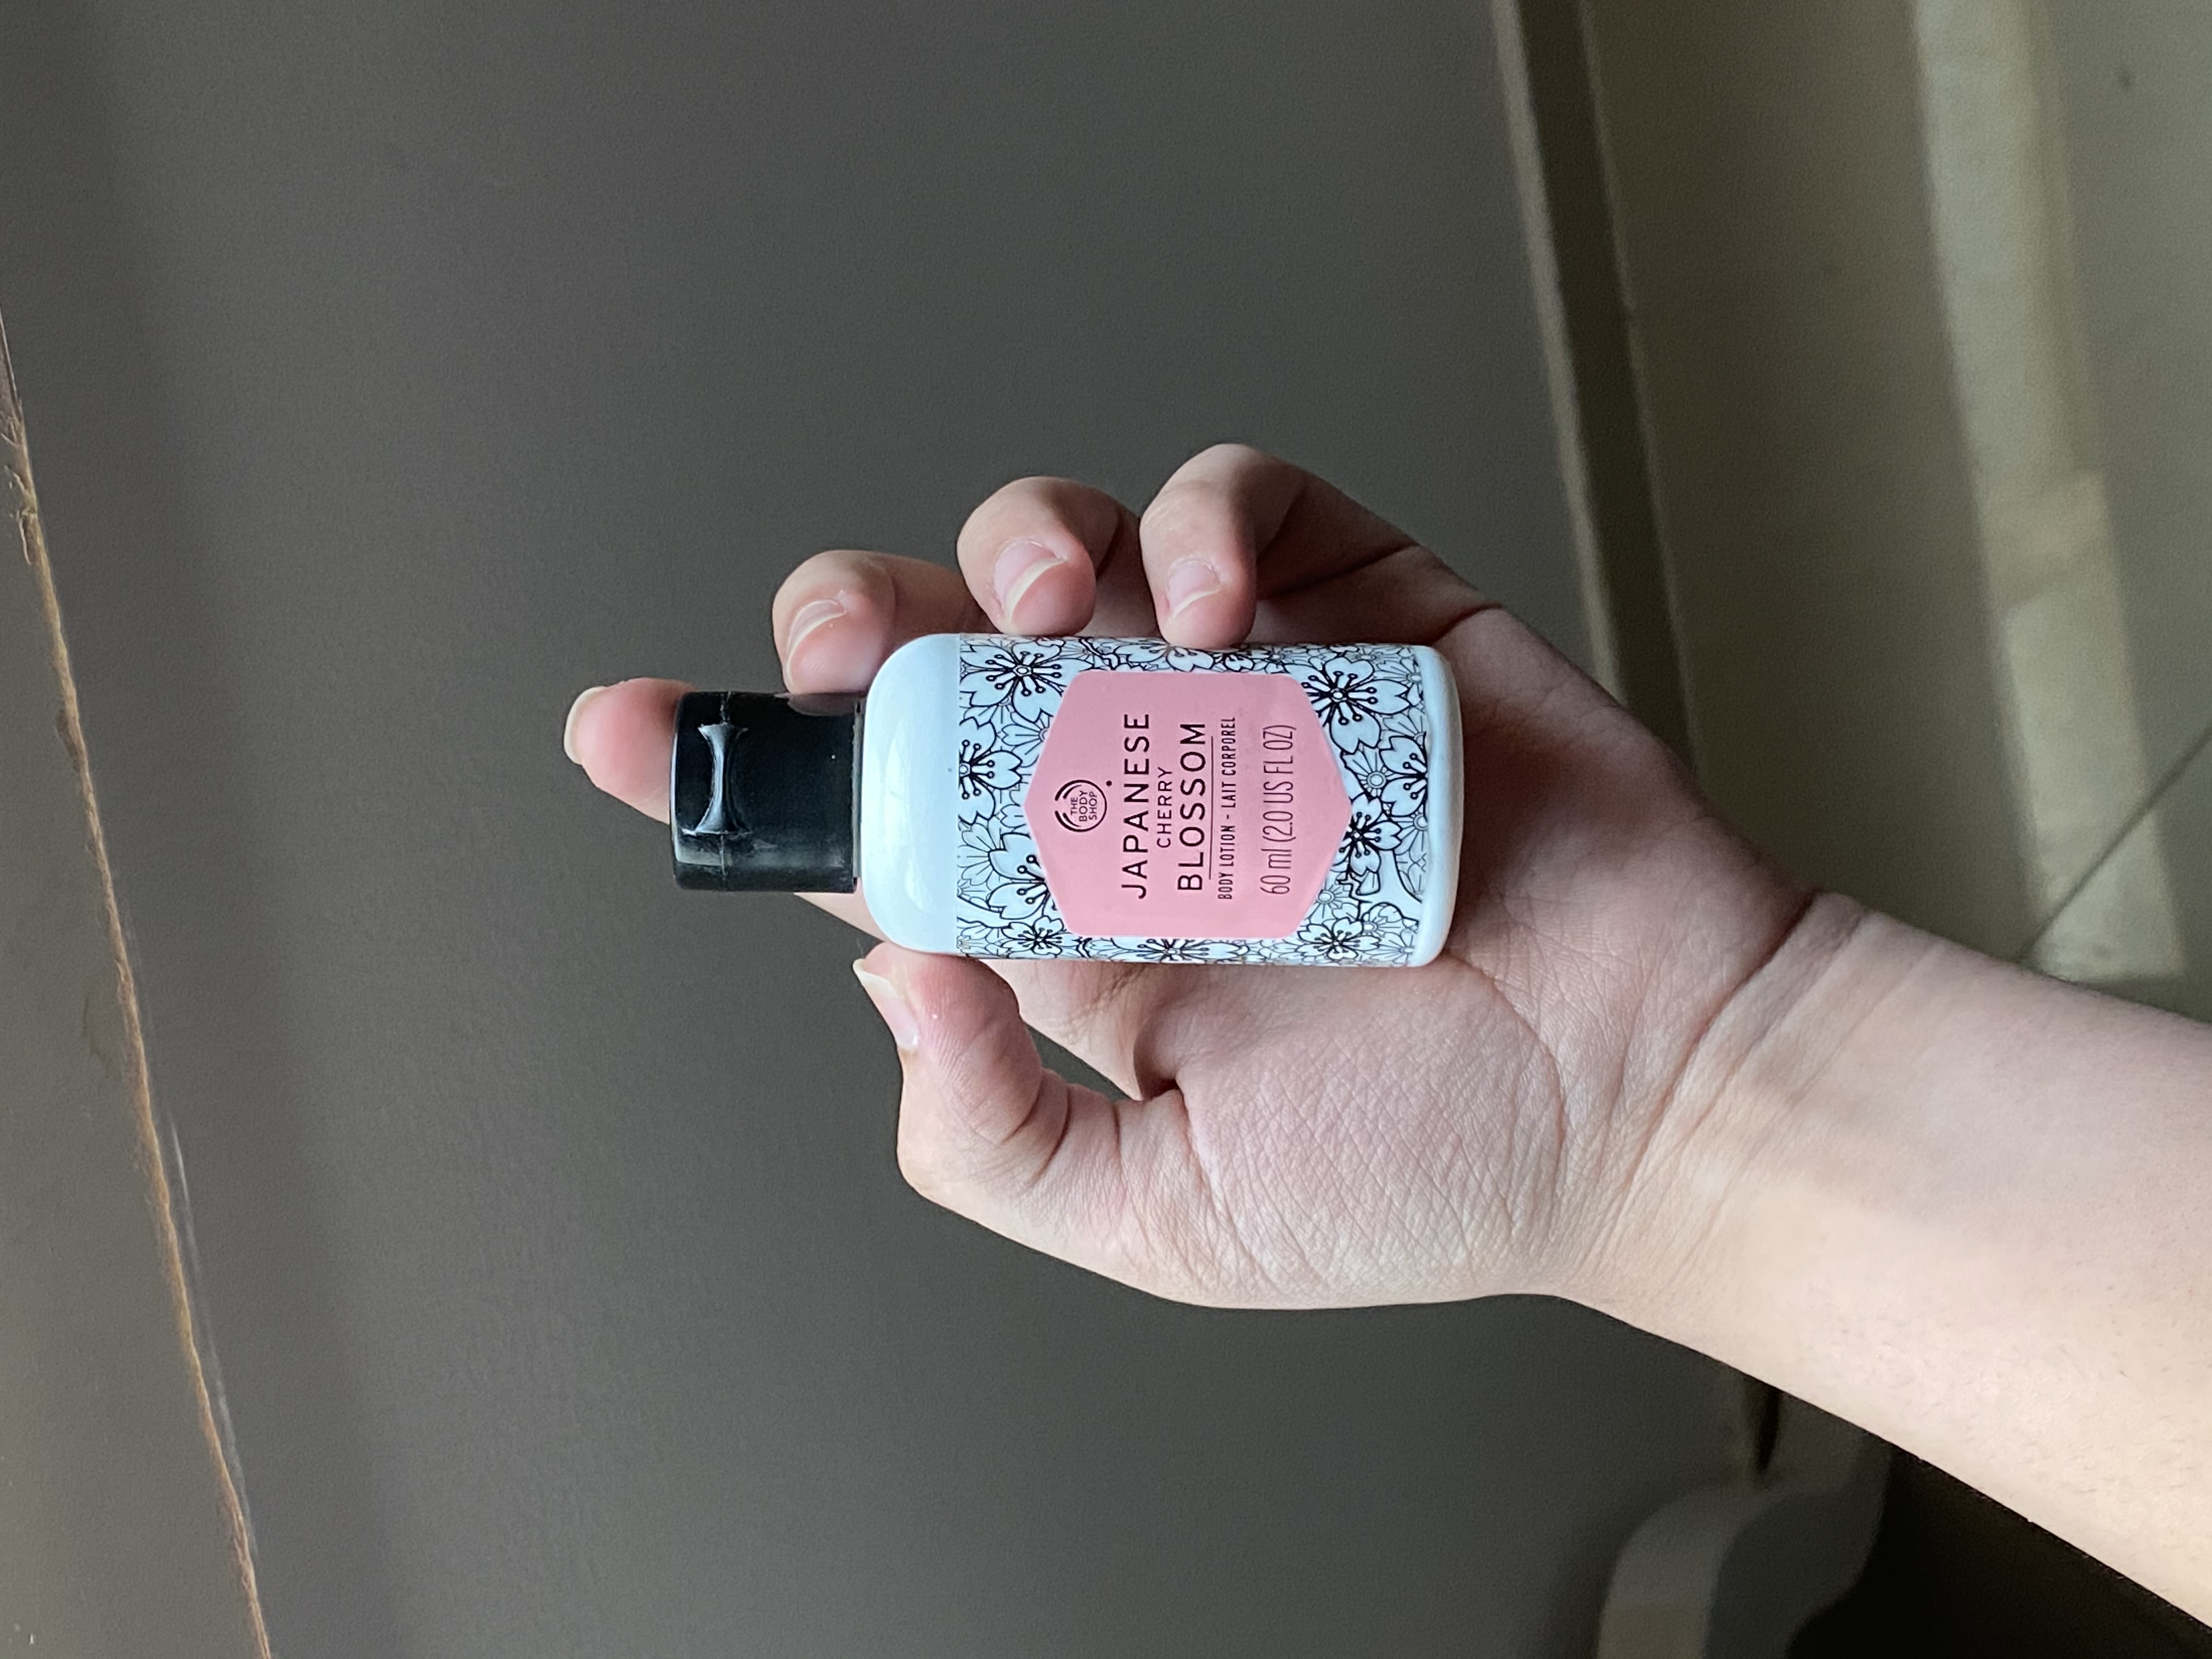 THE
BODY
SHOP
JAPANESE
CHERRY
BLOSSOM
BODY LOTION - LAIT CORPOREL
60 ml (2.0 US FL OZ)